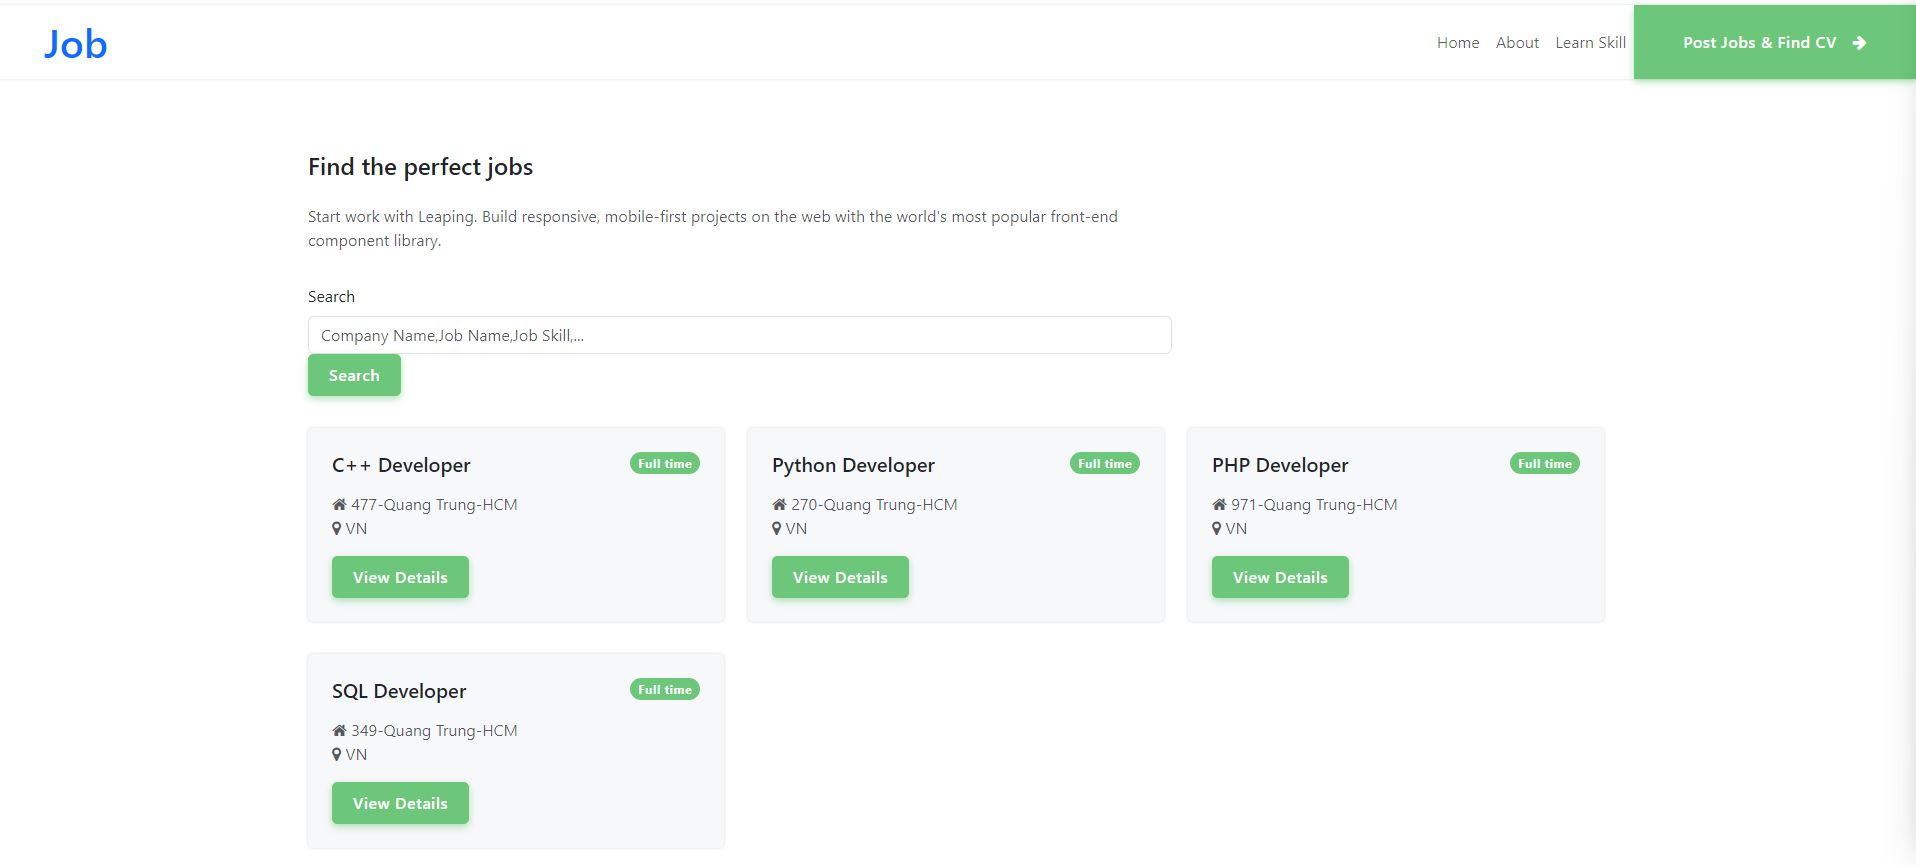 Job
Home About Learn Skill Post Jobs & Find CV
Find the perfect jobs
Start work with Leaping. Build responsive, mobile-first projects on the web with the world's most popular front-end
component library.
Search
Company Name,Job Name,Job Skill,...
Search
C++ Developer Full time
477-Quang Trung-HCM
VN
View Details
Python Developer Full time
270-Quang Trung-HCM
VN
View Details
PHP Developer Full time
971-Quang Trung-HCM
VN
View Details
SQL Developer Full time
349-Quang Trung-HCM
VN
View Details